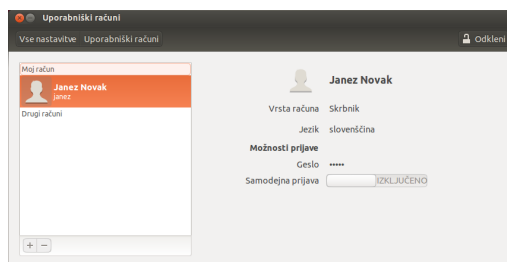 Uporabniški računi
Vse nastavitve Uporabniški računi
Odkleni
Moj račun
Janez Novak
janez
Drugi računi
Janez Novak
Vrsta računa Skrbnik
Jezik slovenščina
Možnosti prijave
Geslo •••••
Samodejna prijava IZKLJUČENO